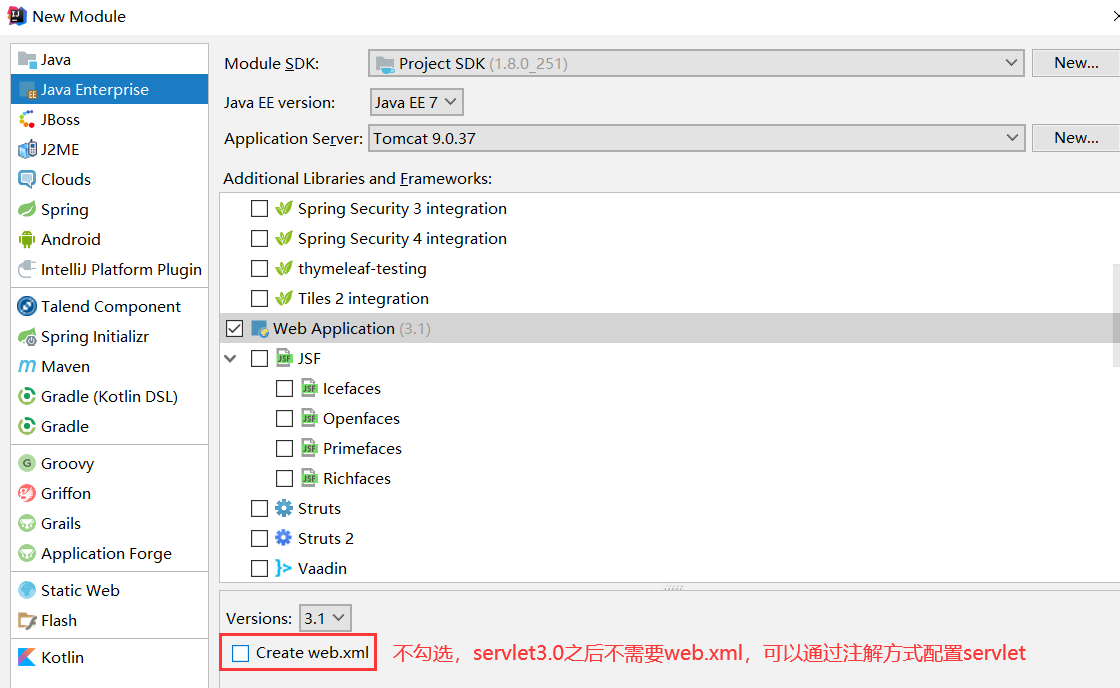 New Module
Java
Java Enterprise
JBoss
J2ME
Clouds
Spring
Android
IntelliJ Platform Plugin
Talend Component
Spring Initializr
Maven
Gradle (Kotlin DSL)
Gradle
Groovy
Griffon
Grails
Application Forge
Static Web
Flash
Kotlin
Module SDK: Project SDK (1.8.0_251) New...
Java EE version: Java EE 7
Application Server: Tomcat 9.0.37 New...
Additional Libraries and Frameworks:
Spring Security 3 integration
Spring Security 4 integration
thymeleaf-testing
Tiles 2 integration
Web Application (3.1)
JSF
Icefaces
Openfaces
Primefaces
Richfaces
Struts
Struts 2
Vaadin
Versions: 3.1
Create web.xml 不勾选，servlet3.0之后不需要web.xml，可以通过注解方式配置servlet